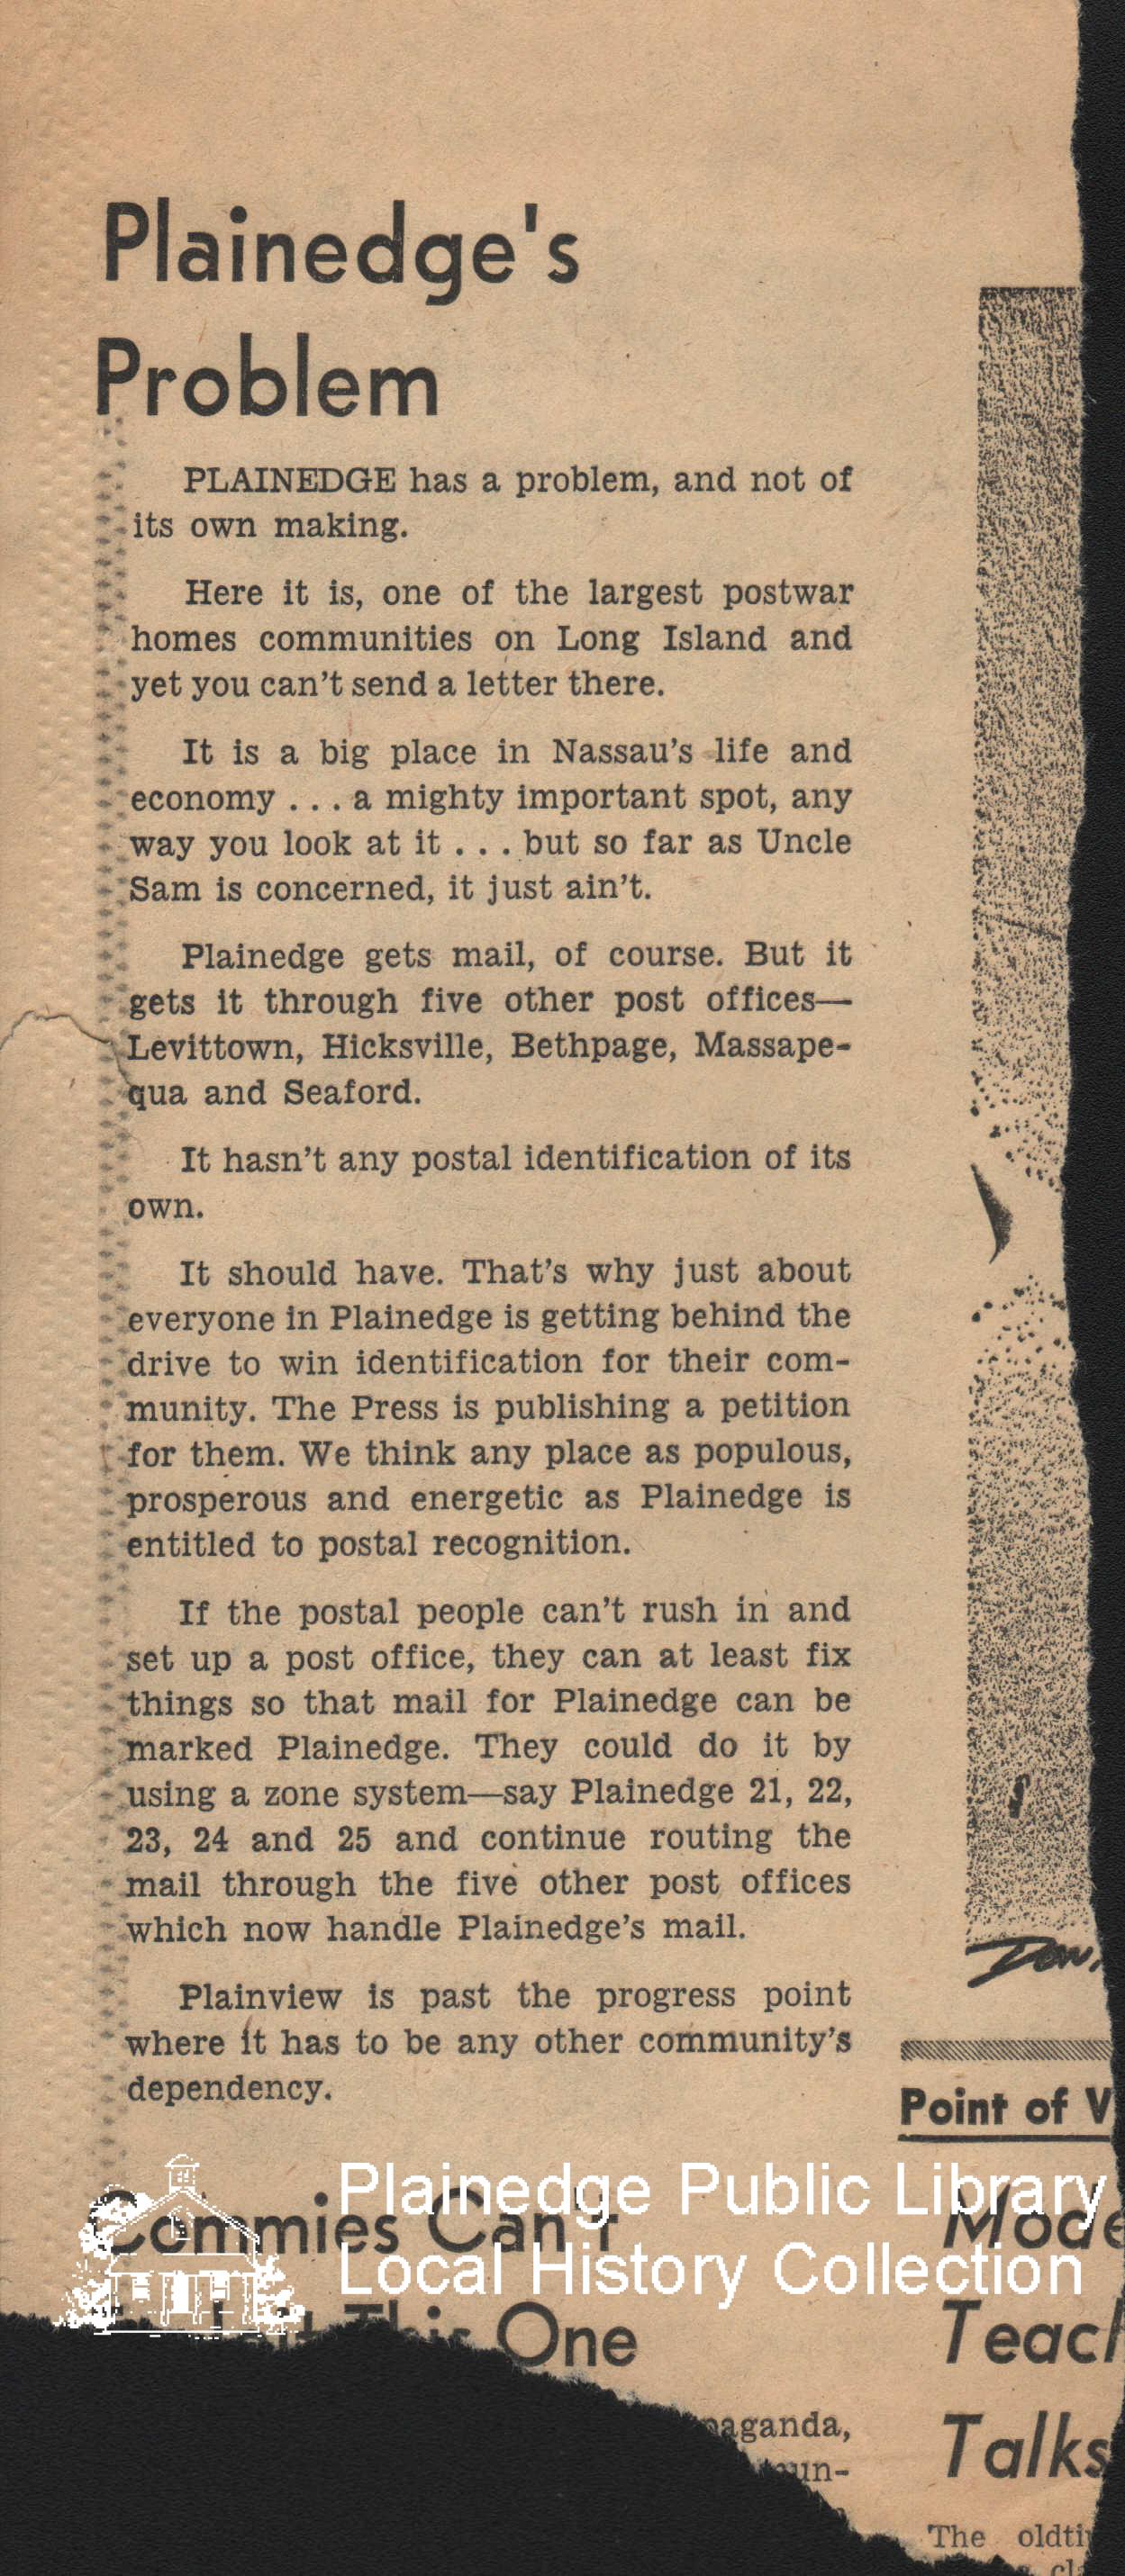 Plainedge's
Problem
PLAINEDGE has a problem, and not of
its own making.
Here it is, one of the largest postwar
homes communities on Long Island and
yet you can't send a letter there.
It is a big place in Nassau's life and
economy . . . a mighty important spot, any
way you look at it . . . but so far as Uncle
Sam is concerned, it just ain't.
Plainedge gets mail, of course. But it
gets it through five other post offices—
Levittown, Hicksville, Bethpage, Massape-
qua and Seaford.
It hasn't any postal identification of its
own.
It should have. That's why just about
everyone in Plainedge is getting behind the
drive to win identification for their com-
munity. The Press is publishing a petition
for them. We think any place as populous,
prosperous and energetic as Plainedge is
entitled to postal recognition.
If the postal people can't rush in and
set up a post office, they can at least fix
things so that mail for Plainedge can be
marked Plainedge. They could do it by
using a zone system—say Plainedge 21, 22,
23, 24 and 25 and continue routing the
mail through the five other post offices
which now handle Plainedge's mail.
Plainview is past the progress point
where it has to be any other community's
dependency.
Commies Can't
This One
paganda,
un-
Point of V
Mode
Teach
Talks
The oldti
cl
Plainedge Public Library
Local History Collection